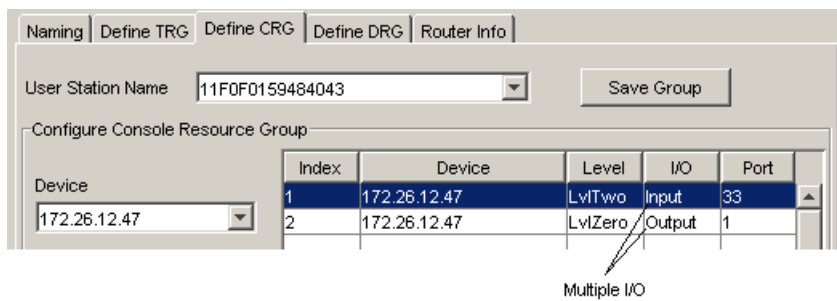 Naming Define TRG Define CRG Define DRG Router Info
User Station Name 11F0F0159484043 Save Group
Configure Console Resource Group
Device
172.26.12.47
Index Device Level I/O Port
1 172.26.12.47 LvlTwo Input 33
2 172.26.12.47 LvlZero Output 1
Multiple I/O